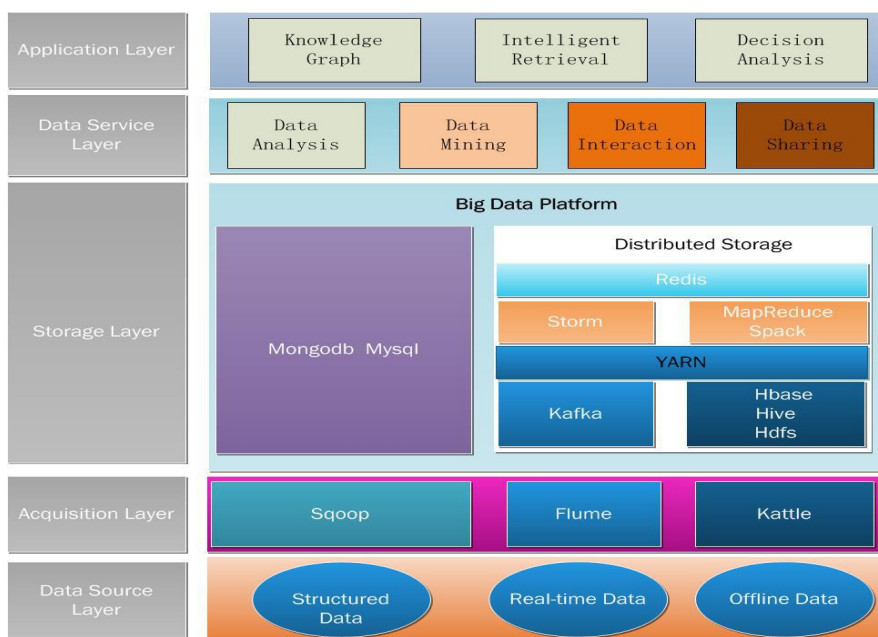 Application Layer
Knowledge
Graph
Intelligent
Retrieval
Decision
Analysis
Data Service
Layer
Data
Analysis
Data
Mining
Data
Interaction
Data
Sharing
Storage Layer
Big Data Platform
Mongodb Mysql
Distributed Storage
Redis
Storm
MapReduce
Spack
YARN
Kafka
Hbase
Hive
Hdfs
Acquisition Layer
Sqoop
Flume
Kattle
Data Source
Layer
Structured
Data
Real-time Data
Offline Data